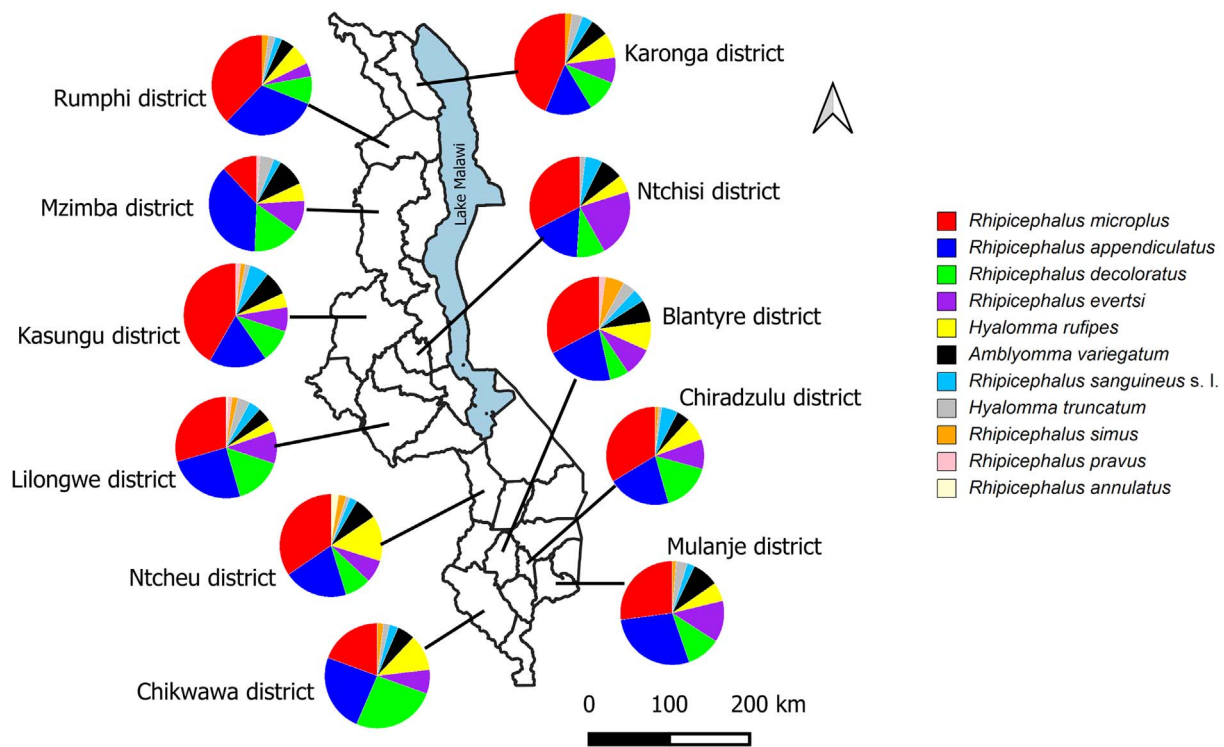 Karonga district
Rumphi district
Lake Malawi
Ntchisi district
Mzimba district
Rhipicephalus microplus
Rhipicephalus appendiculatus
Rhipicephalus decoloratus
Rhipicephalus evertsi
Hyalomma rufipes
Amblyomma variegatum
Rhipicephalus sanguineus s. l.
Hyalomma truncatum
Rhipicephalus simus
Rhipicephalus pravus
Rhipicephalus annulatus
Kasungu district
Blantyre district
Chiradzulu district
Lilongwe district
Mulanje district
Ntcheu district
Chikwawa district
0 100 200 km